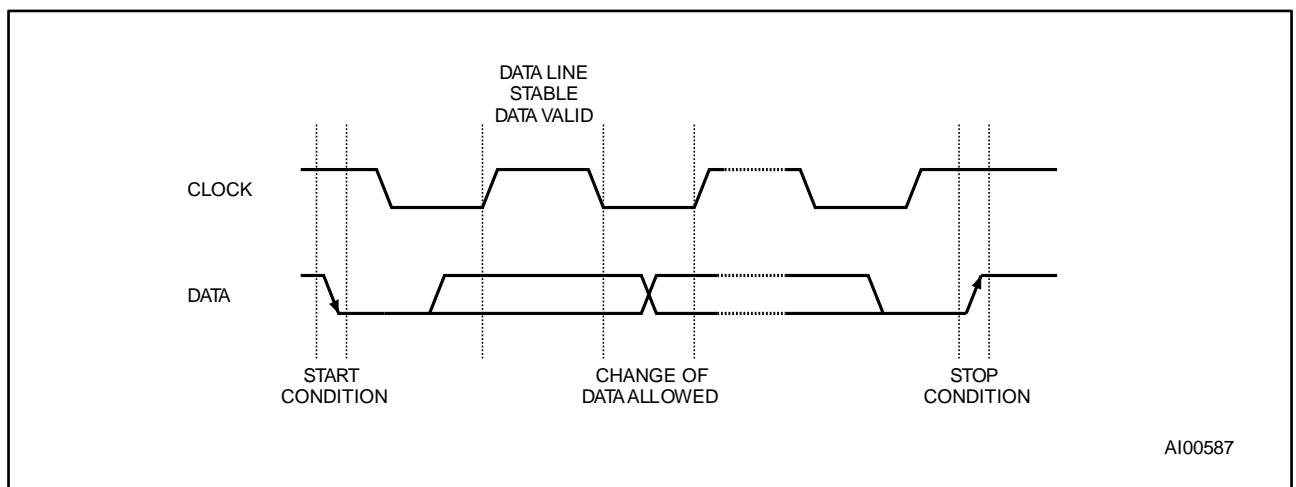 DATA LINE
STABLE
DATA VALID
CLOCK
DATA
START
CONDITION
CHANGE OF
DATA ALLOWED
STOP
CONDITION
AI00587